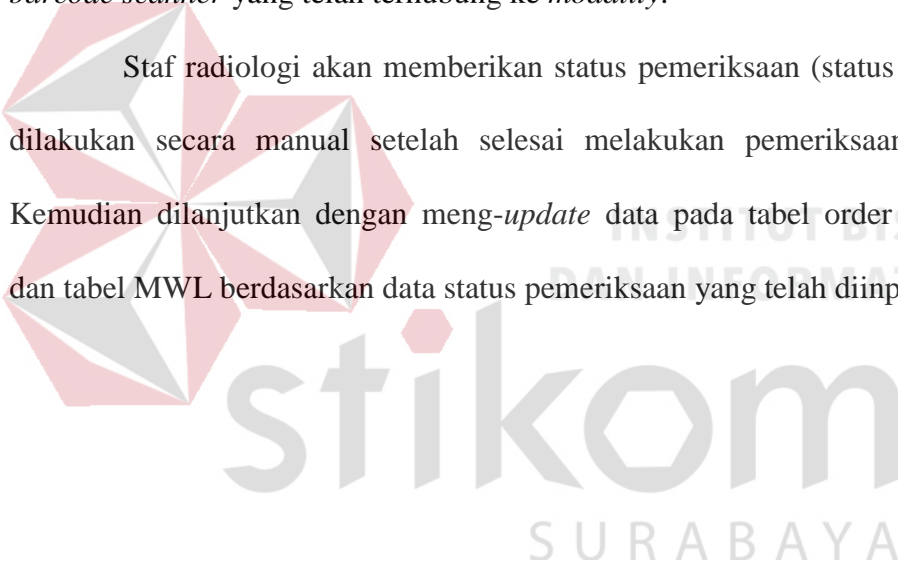 barcode scanner yang telah terhubung ke modality.
Staf radiologi akan memberikan status pemeriksaan (status
dilakukan secara manual setelah selesai melakukan pemeriksaan
Kemudian dilanjutkan dengan meng-update data pada tabel order
INSTITUT BIS
dan tabel MWL berdasarkan data status pemeriksaan yang telah diinp
DAN INFORMAT
stikom
SURABAYA